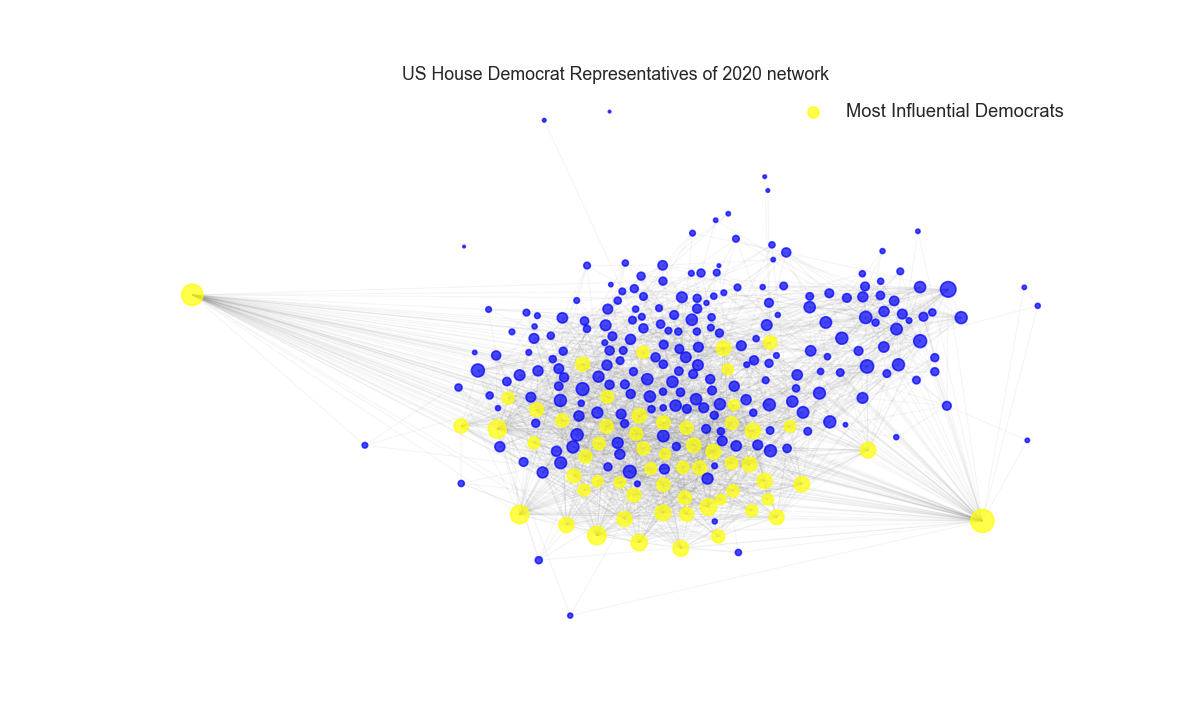 US House Democrat Representatives of 2020 network
Most Influential Democrats